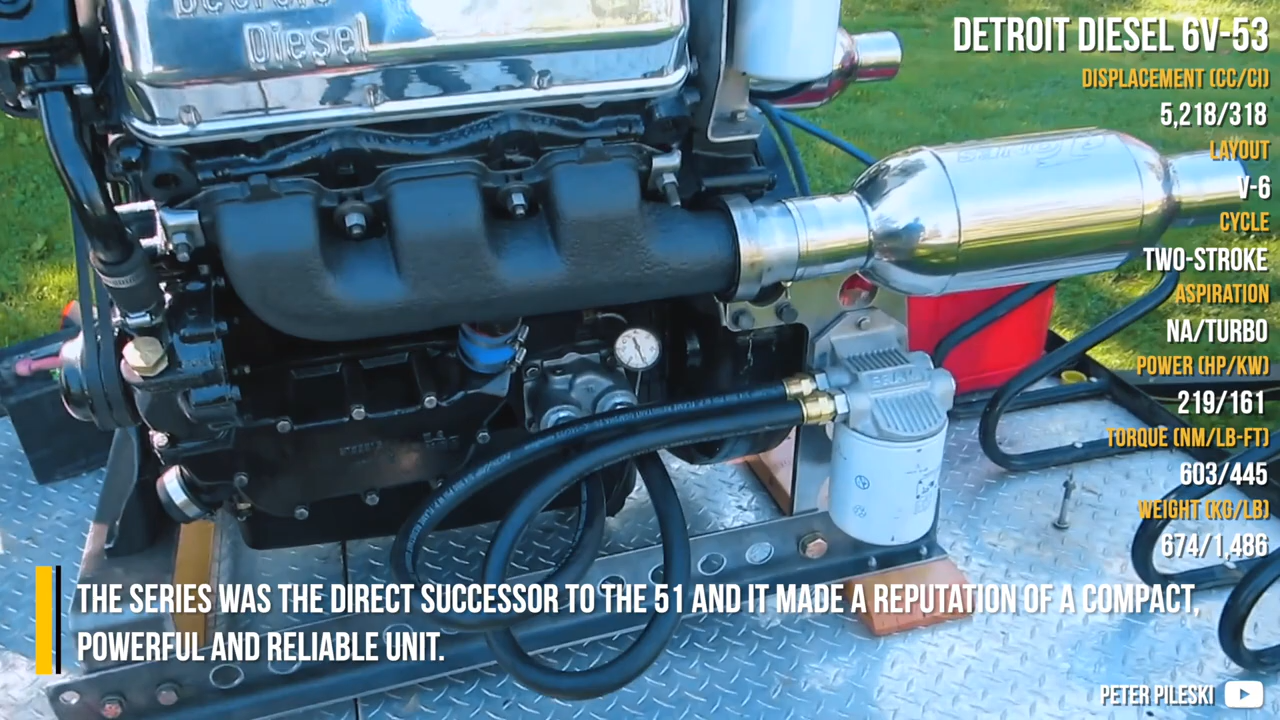 Detroit
Diesel
DETROIT DIESEL 6V-53
DISPLACEMENT (CC/CI)
5,218/318
LAYOUT
V-6
CYCLE
TWO-STROKE
ASPIRATION
NA/TURBO
POWER (HP/KW)
219/161
TORQUE (NM/LB-FT)
603/445
WEIGHT (KG/LB)
674/1,486
THE SERIES WAS THE DIRECT SUCCESSOR TO THE 51 AND IT MADE A REPUTATION OF A COMPACT,
POWERFUL AND RELIABLE UNIT.
PETER PILESKI